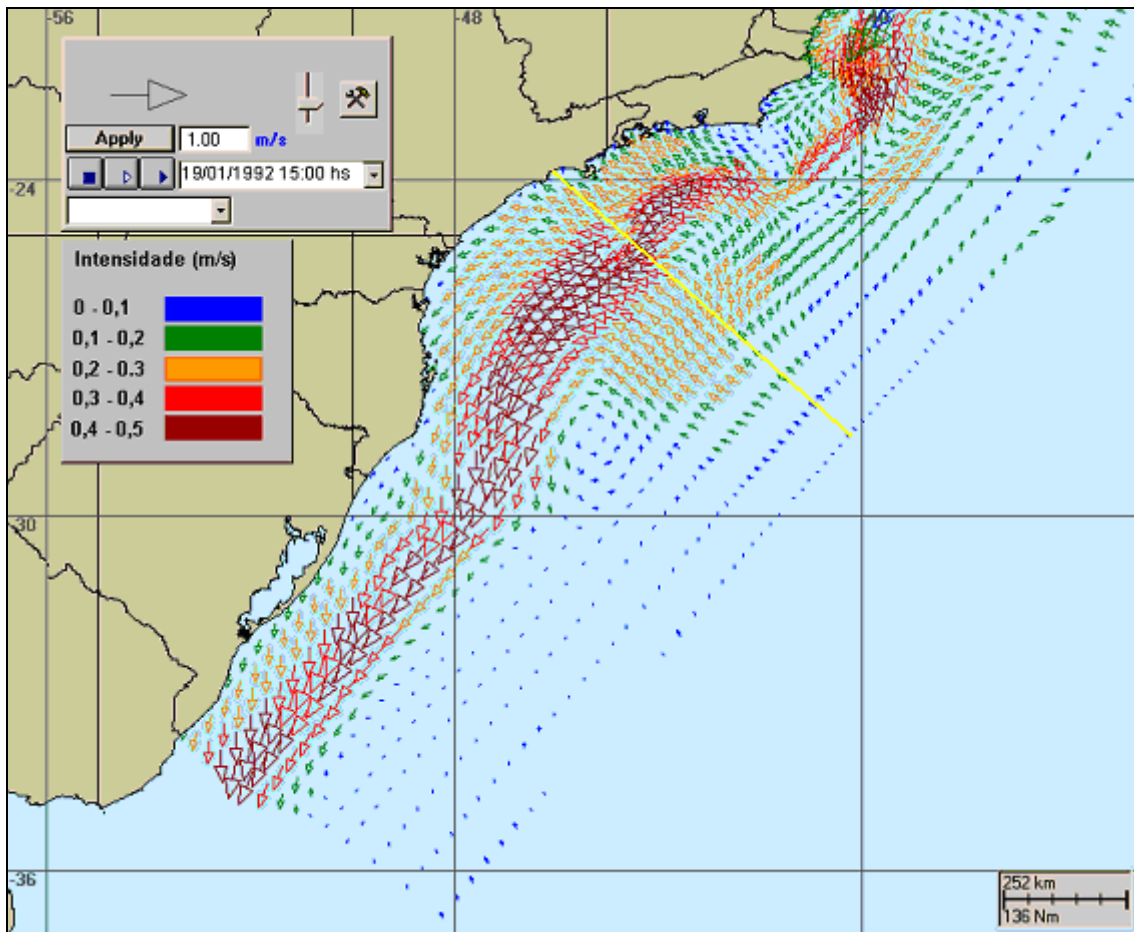 -56
-48
-40
Apply
1.00
m/s
19/01/1992 15:00 hs
-24
Intensidade (m/s)
0 - 0,1
0,1 - 0,2
0,2 - 0.3
0,3 - 0,4
0,4 - 0,5
-30
-36
252 km
136 Nm